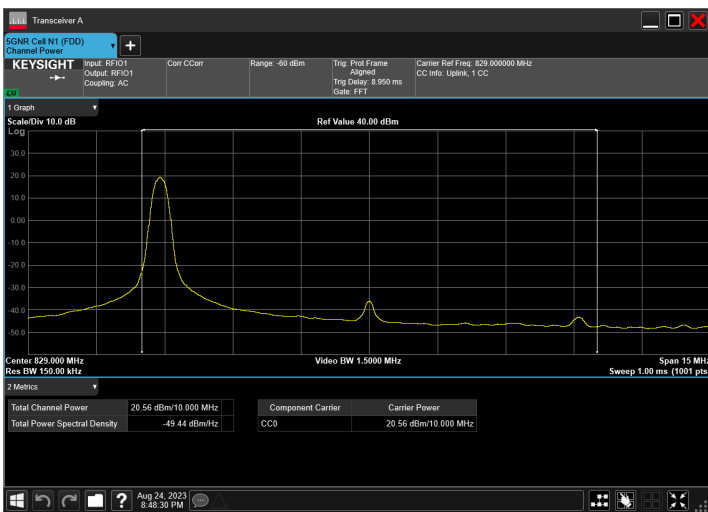 Transceiver A
5GNR Cell N1 (FDD)
Channel Power
KEYSIGHT
LXI
Input: RFIO1
Output: RFIO1
Coupling: AC
Corr CCorr
Range: -60 dBm
Trig: Prot Frame
Aligned
Trig Delay: 8.950 ms
Gate: FFT
Carrier Ref Freq: 829.000000 MHz
CC Info: Uplink, 1 CC
1 Graph
Scale/Div 10.0 dB
Ref Value 40.00 dBm
Log
30.0
20.0
10.0
0.00
-10.0
-20.0
-30.0
-40.0
-50.0
Center 829.000 MHz
Video BW 1.5000 MHz
Span 15 MHz
Res BW 150.00 kHz
Sweep 1.00 ms (1001 pts
2 Metrics
Total Channel Power 20.56 dBm/10.000 MHz
Total Power Spectral Density -49.44 dBm/Hz
Component Carrier Carrier Power
CC0 20.56 dBm/10.000 MHz
?
Aug 24, 2023
8:48:30 PM